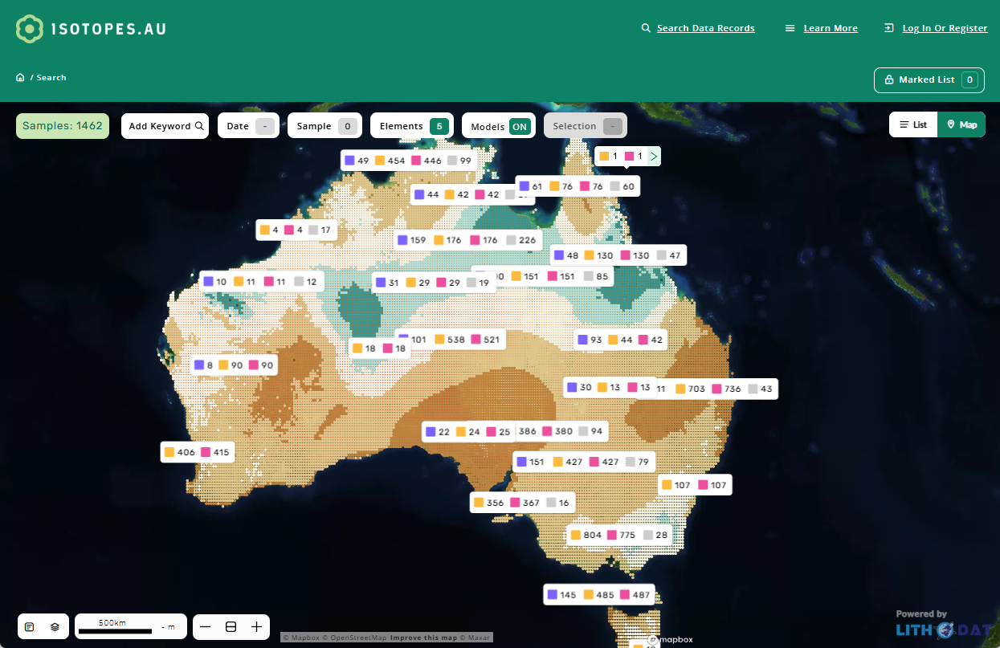 1SOTOPES.AU
Search Data Records
Learn More
Log In Or Register
/ Search
Marked List 0
Samples: 1462
Add Keyword
Date -
Sample 0
Elements 5
Models ON
Selection -
List
Map
1 1 >
49 454 446 99
61 76 76 60
44 42 42
4 4 17
159 176 176 226
48 130 130 47
151 151 85
10 11 11 12
31 29 29 19
101 538 521
93 44 42
18 18
8 90 90
30 13 13
11 703 736 43
22 24 25
386 380 94
406 415
151 427 427 79
107 107
356 367 16
804 775 28
145 485 487
500km
- m
© Mapbox © OpenStreetMap Improve this map © Maxar
mapbox
Powered by
LITHODAT